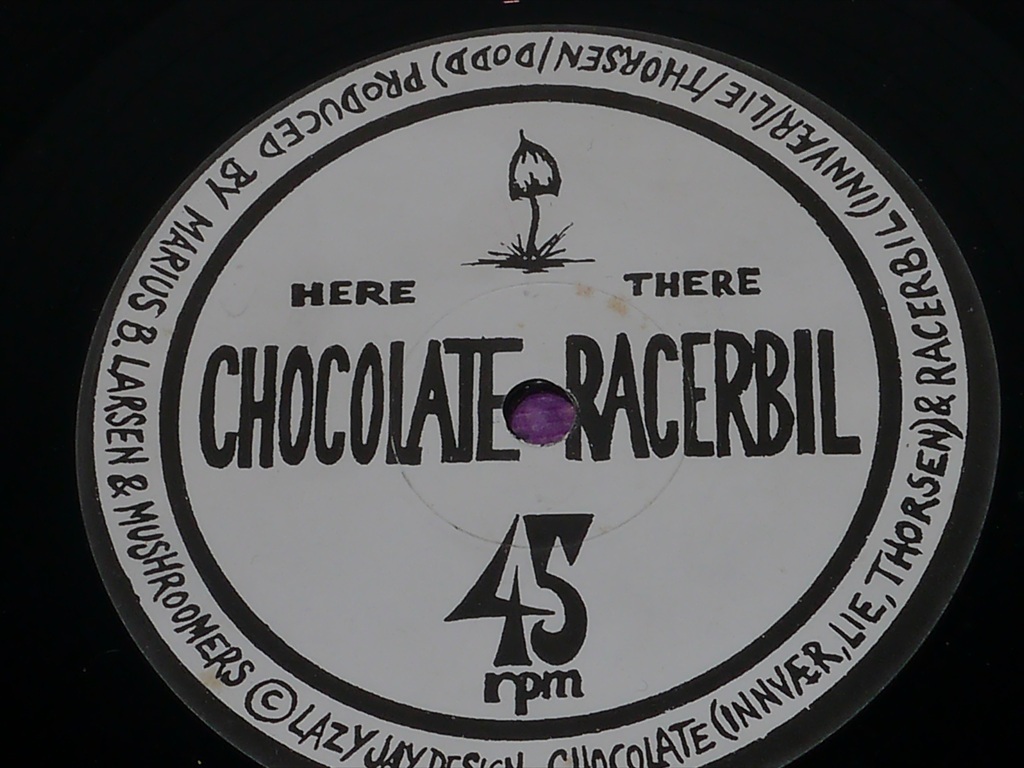 HERE THERE
CHOCOLATE RACERBIL
45
rpm
CHOCOLATE (INNVÆR, LIE, THORSEN) & RACERBIL (INNVÆR/LIE/THORSEN/DODD) PRODUCED BY MARIUS B. LARSEN & MUSHROOMERS © LAZY JAY DESIGN